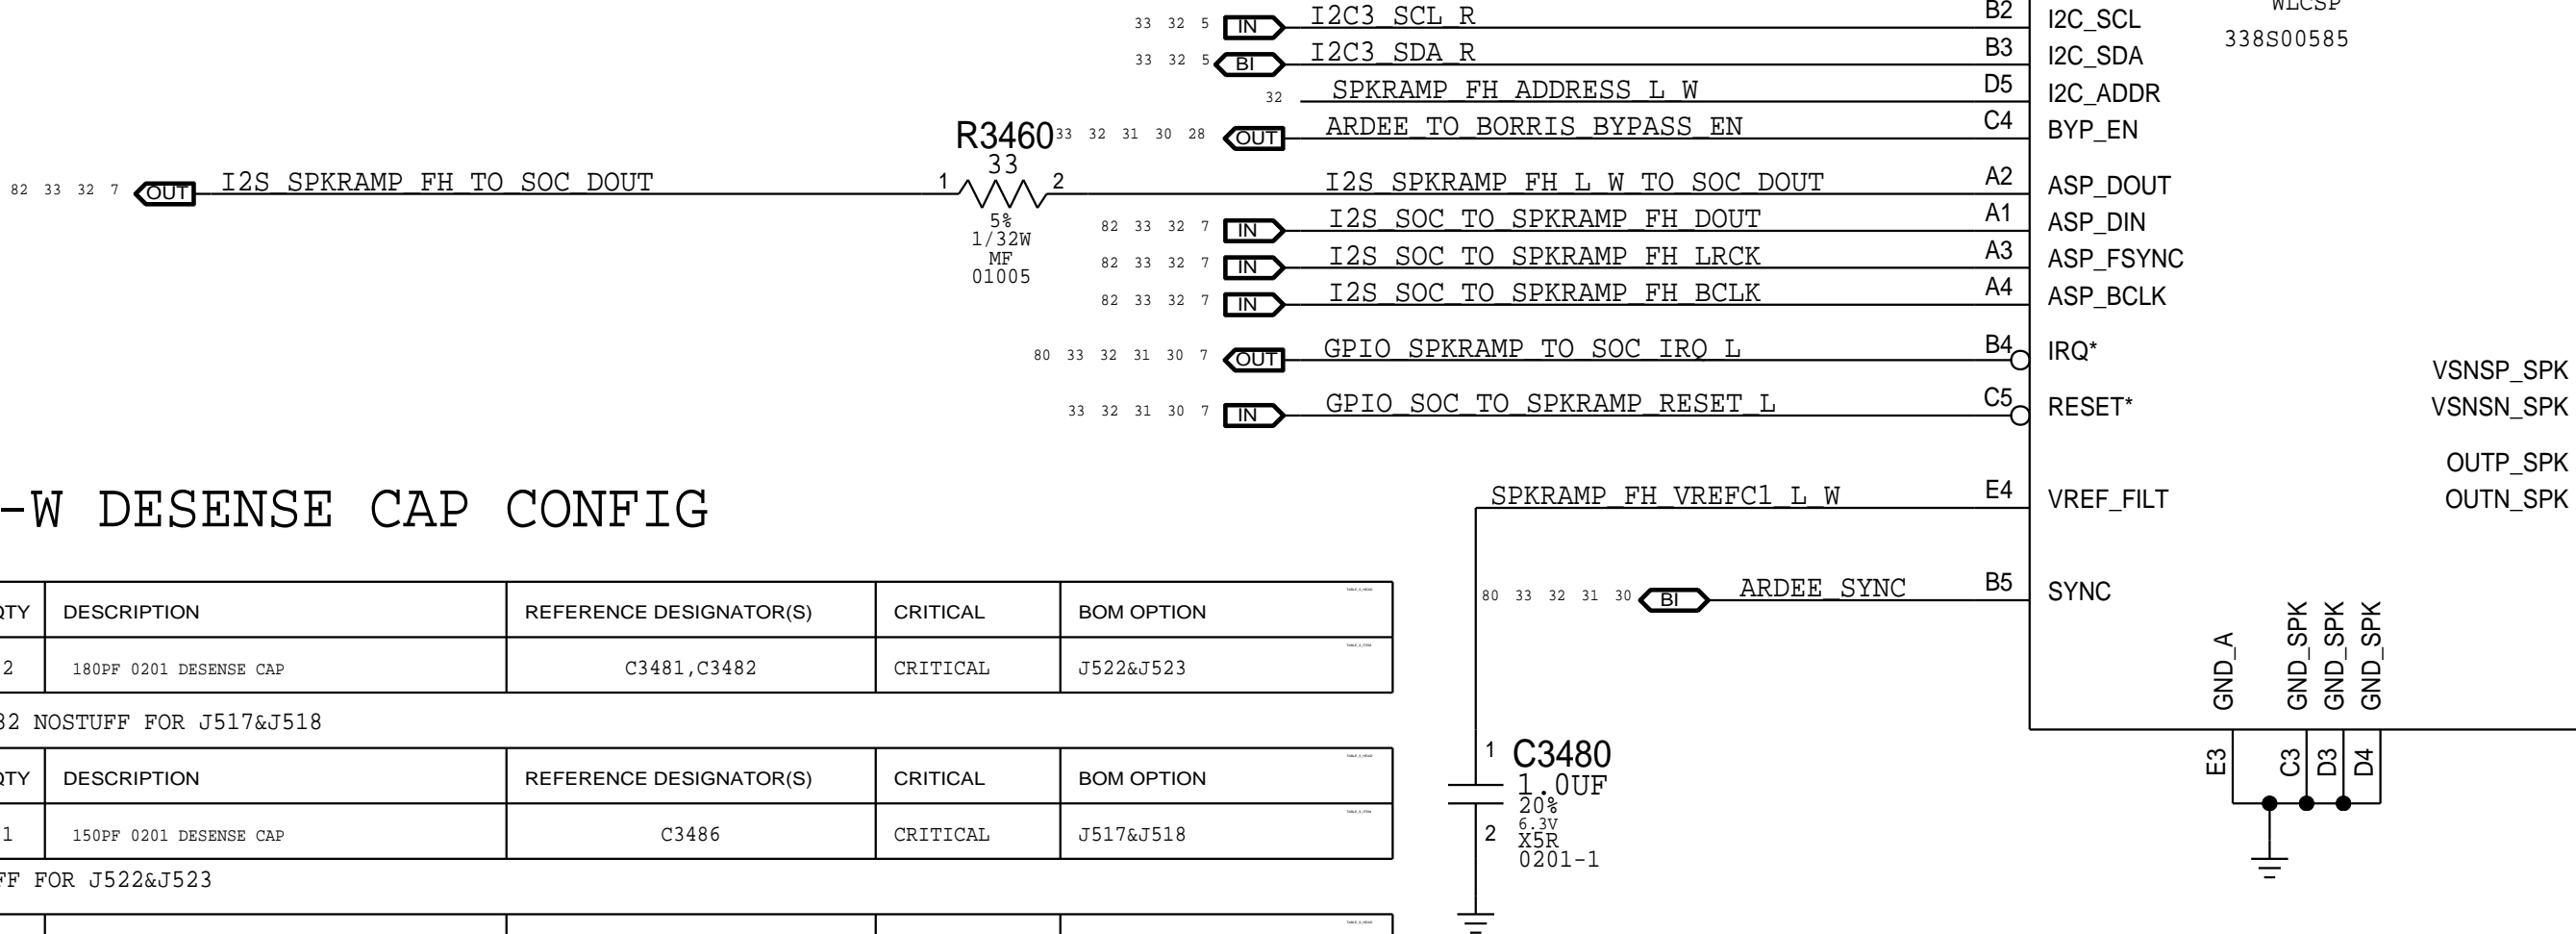 33 32 5 IN I2C3_SCL_R B2 I2C_SCL
WLCSP
338S00585
33 32 5 BI I2C3_SDA_R B3 I2C_SDA
32 SPKRAMP_FH_ADDRESS_L_W D5 I2C_ADDR
33 32 31 30 28 OUT ARDEE_TO_BORRIS_BYPASS_EN C4 BYP_EN
R3460
33
82 33 32 7 OUT I2S_SPKRAMP_FH_TO_SOC_DOUT 1 2 I2S_SPKRAMP_FH_L_W_TO_SOC_DOUT A2 ASP_DOUT
5%
1/32W
MF
01005
82 33 32 7 IN I2S_SOC_TO_SPKRAMP_FH_DOUT A1 ASP_DIN
82 33 32 7 IN I2S_SOC_TO_SPKRAMP_FH_LRCK A3 ASP_FSYNC
82 33 32 7 IN I2S_SOC_TO_SPKRAMP_FH_BCLK A4 ASP_BCLK
80 33 32 31 30 7 OUT GPIO_SPKRAMP_TO_SOC_IRQ_L B4 IRQ*
VSNSP_SPK
33 32 31 30 7 IN GPIO_SOC_TO_SPKRAMP_RESET_L C5 RESET*
VSNSN_SPK
OUTP_SPK
SPKRAMP_FH_VREFC1_L_W E4 VREF_FILT
OUTN_SPK
-W DESENSE CAP CONFIG
80 33 32 31 30 BI ARDEE_SYNC B5 SYNC
GND_A
GND_SPK
GND_SPK
GND_SPK
E3
C3
D3
D4
QTY DESCRIPTION REFERENCE DESIGNATOR(S) CRITICAL BOM OPTION
2 180PF 0201 DESENSE CAP C3481,C3482 CRITICAL J522&J523
32 NOSTUFF FOR J517&J518
QTY DESCRIPTION REFERENCE DESIGNATOR(S) CRITICAL BOM OPTION
1 150PF 0201 DESENSE CAP C3486 CRITICAL J517&J518
FF FOR J522&J523
1 C3480
1.0UF
20%
6.3V
2 X5R
0201-1